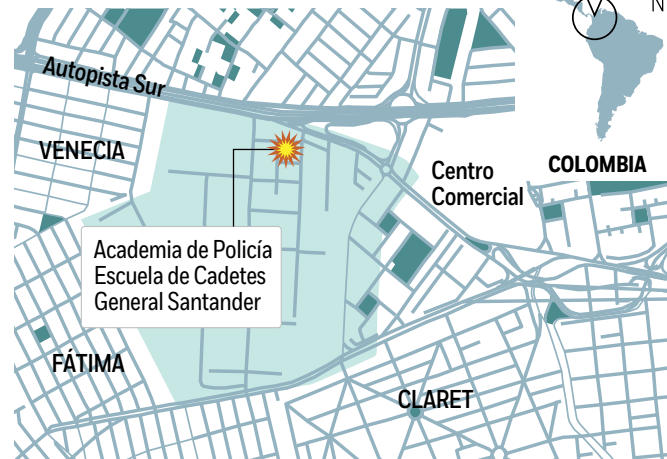 N
Autopista Sur
VENECIA
Centro
Comercial
COLOMBIA
Academia de Policía
Escuela de Cadetes
General Santander
FÁTIMA
CLARET